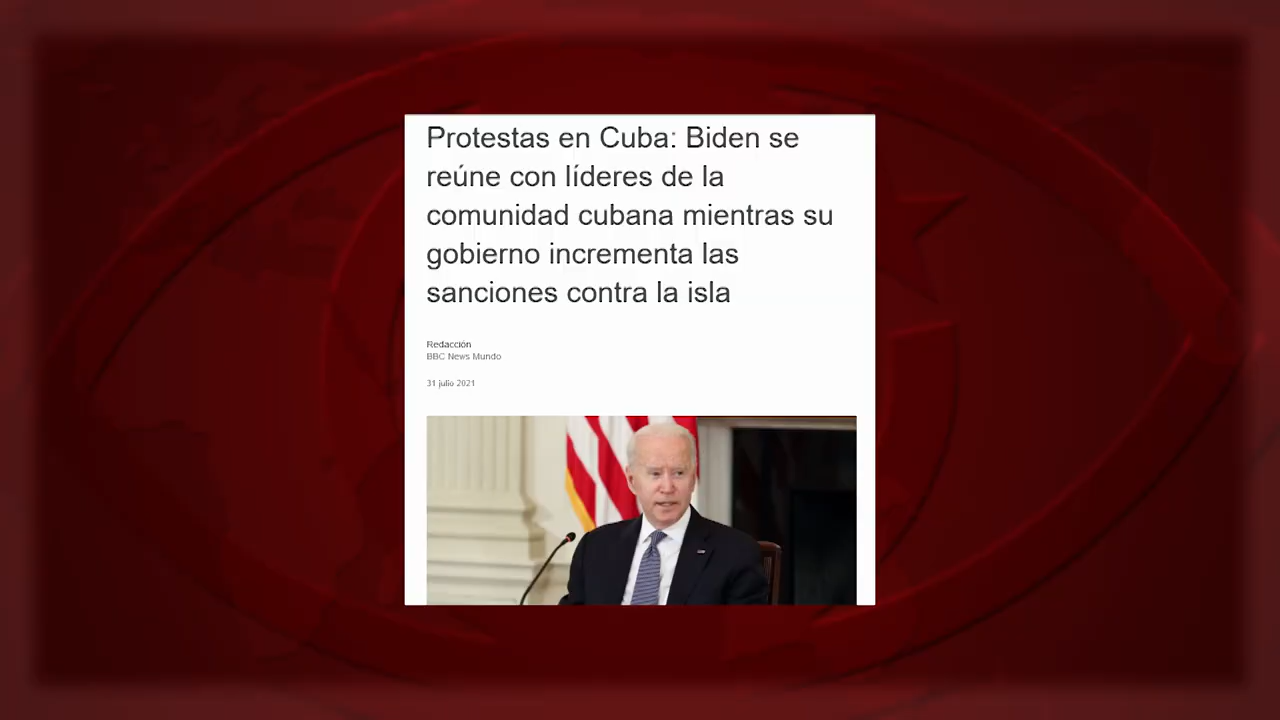 Protestas en Cuba: Biden se
reúne con líderes de la
comunidad cubana mientras su
gobierno incrementa las
sanciones contra la isla
Redacción
BBC News Mundo
31 julio 2021